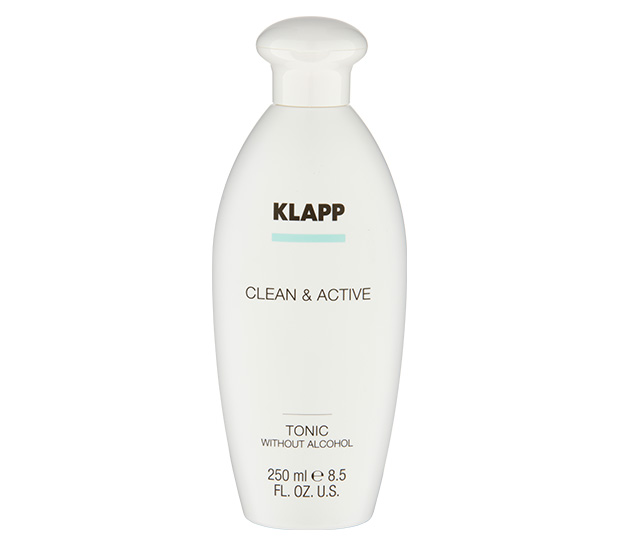 KLAPP
CLEAN & ACTIVE
TONIC
WITHOUT ALCOHOL
250 ml ℮ 8.5
FL. OZ. U.S.